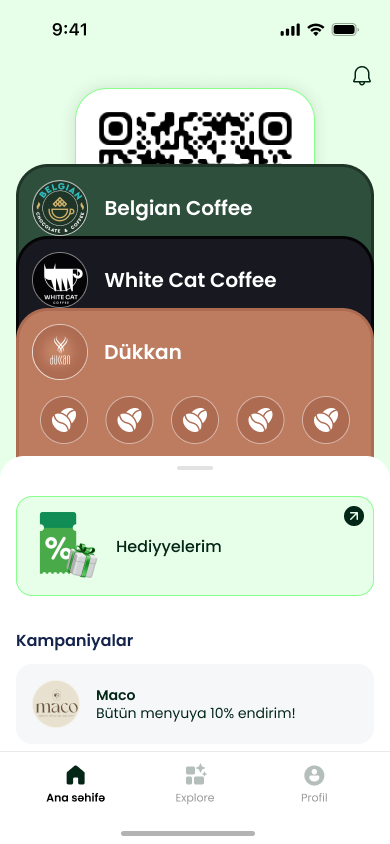 9:41
BELGIAN
CHOCOLATE & COFFEE
Belgian Coffee
WHITE CAT
COFFEE
White Cat Coffee
dükkan
Dükkan
%
Hediyyelerim
Kampaniyalar
maco
Maco
Bütün menyuya 10% endirim!
Ana səhifə
Explore
Profil